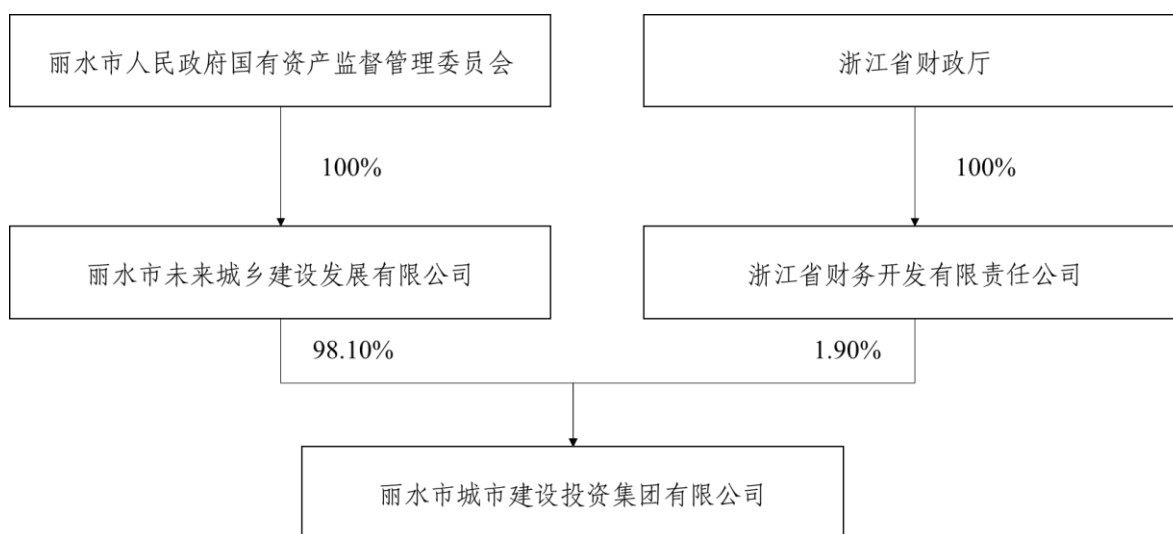 丽水市人民政府国有资产监督管理委员会
浙江省财政厅
100%
100%
丽水市未来城乡建设发展有限公司
浙江省财务开发有限责任公司
98.10%
1.90%
丽水市城市建设投资集团有限公司